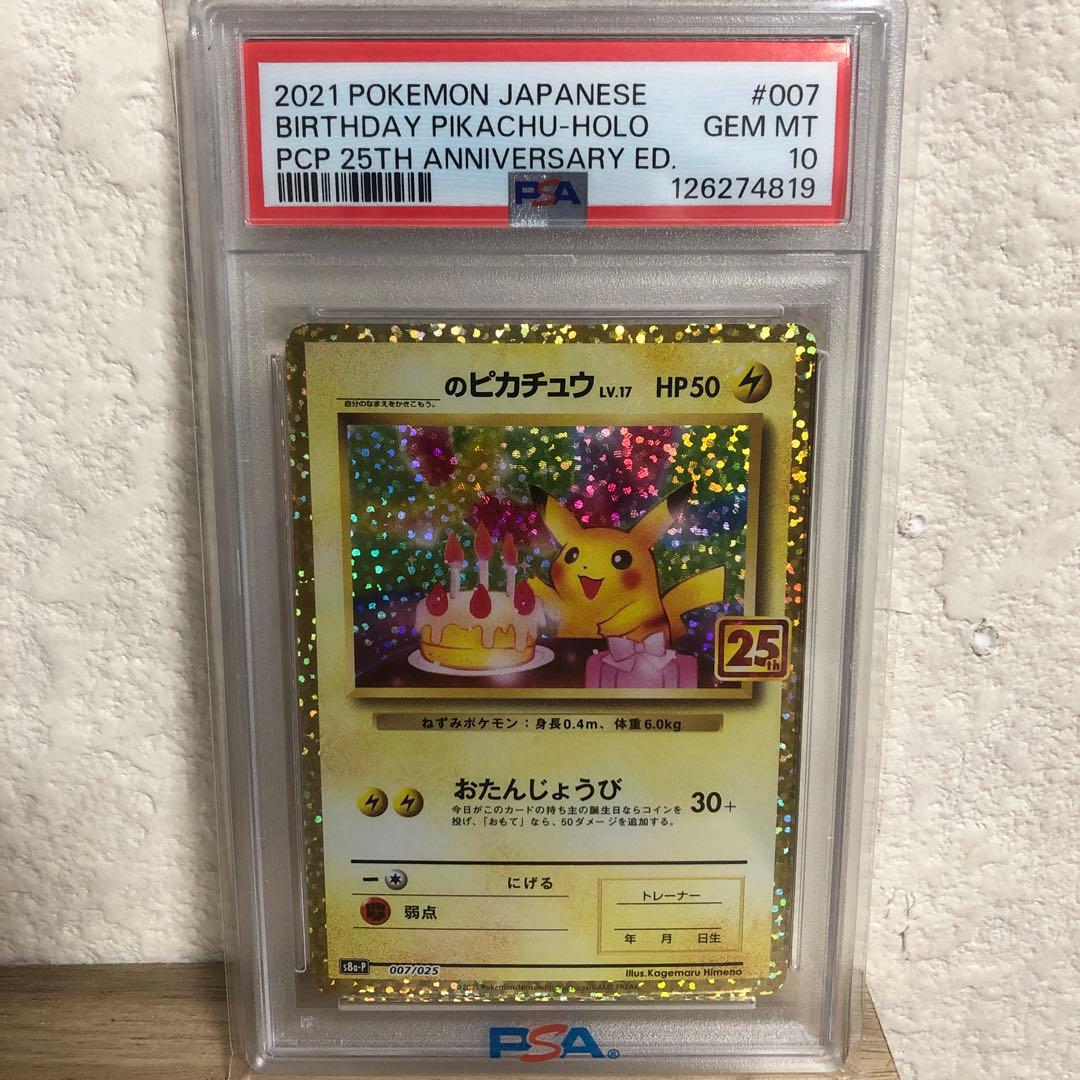 2021 POKEMON JAPANESE #007
BIRTHDAY PIKACHU-HOLO GEM MT
PCP 25TH ANNIVERSARY ED. 10
PSA 126274819
のピカチュウ LV.17 HP50
自分のなまえをかきこもう。
25th
ねずみポケモン:身長0.4m、体重6.0kg
おたんじょうび 30+
今日がこのカードの持ち主の誕生日ならコインを
投げ、「おもて」なら、50ダメージを追加する。
にげる
弱点
トレーナー
年 月 日生
s8a-P 007/025
Illus.Kagemaru Himeno
©2021 Pokémon/Nintendo/Creatures/GAME FREAK
PSA®